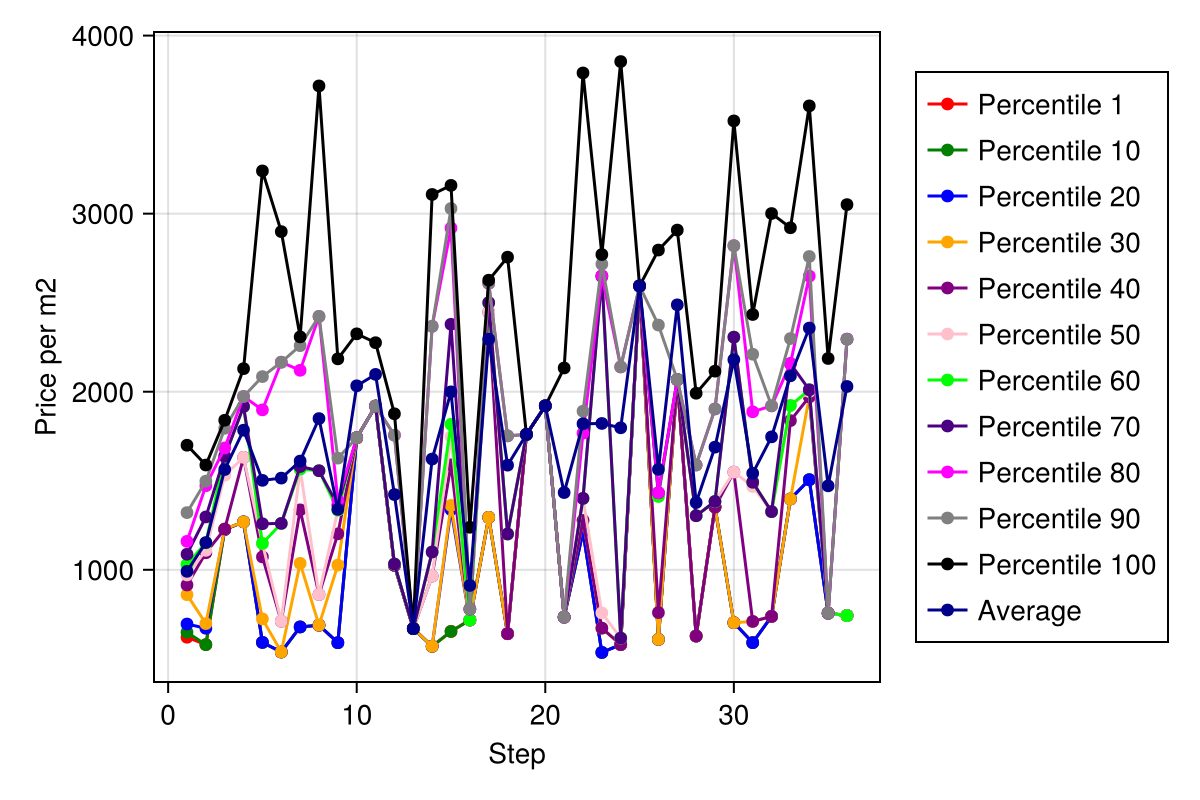 4000
3000
2000
1000
Price per m2
0
10
20
30
Step
Percentile 1
Percentile 10
Percentile 20
Percentile 30
Percentile 40
Percentile 50
Percentile 60
Percentile 70
Percentile 80
Percentile 90
Percentile 100
Average